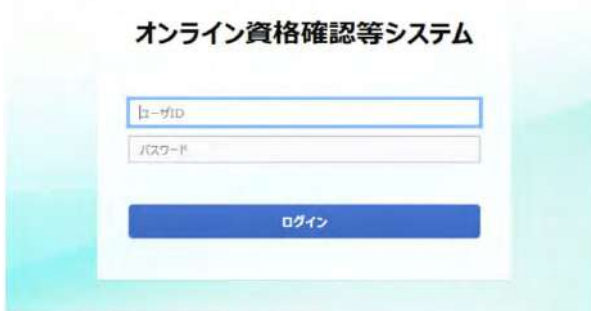 オンライン資格確認等システム
ユーザID
パスワード
ログイン